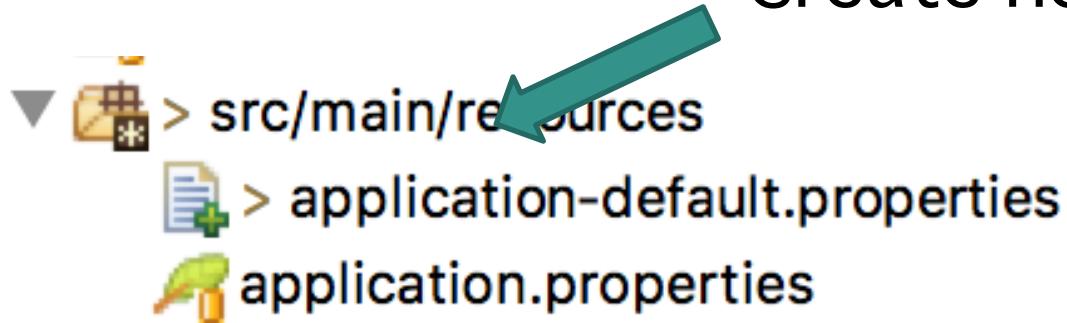 Create
> src/main/resources
> application-default.properties
application.properties